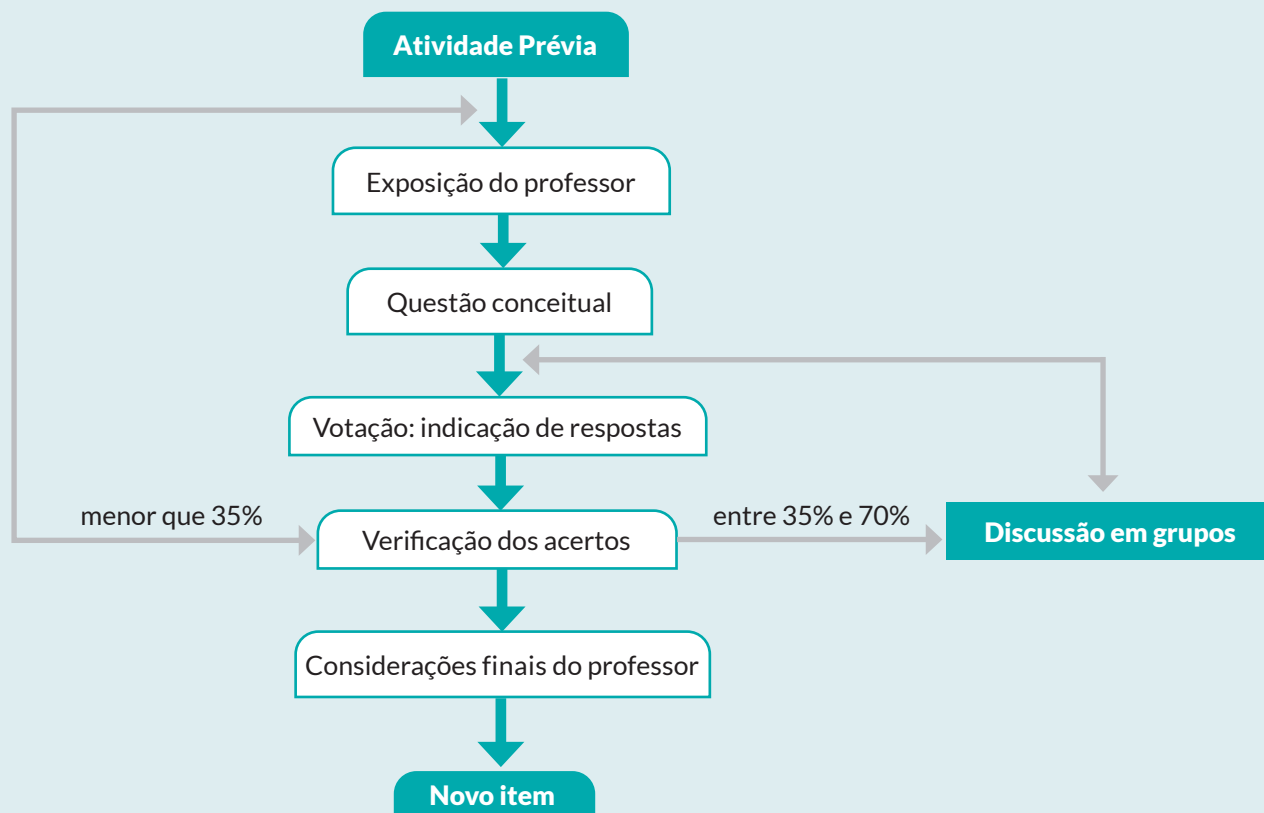 Atividade Prévia
Exposição do professor
Questão conceitual
Votação: indicação de respostas
menor que 35%
Verificação dos acertos
entre 35% e 70%
Discussão em grupos
Considerações finais do professor
Novo item